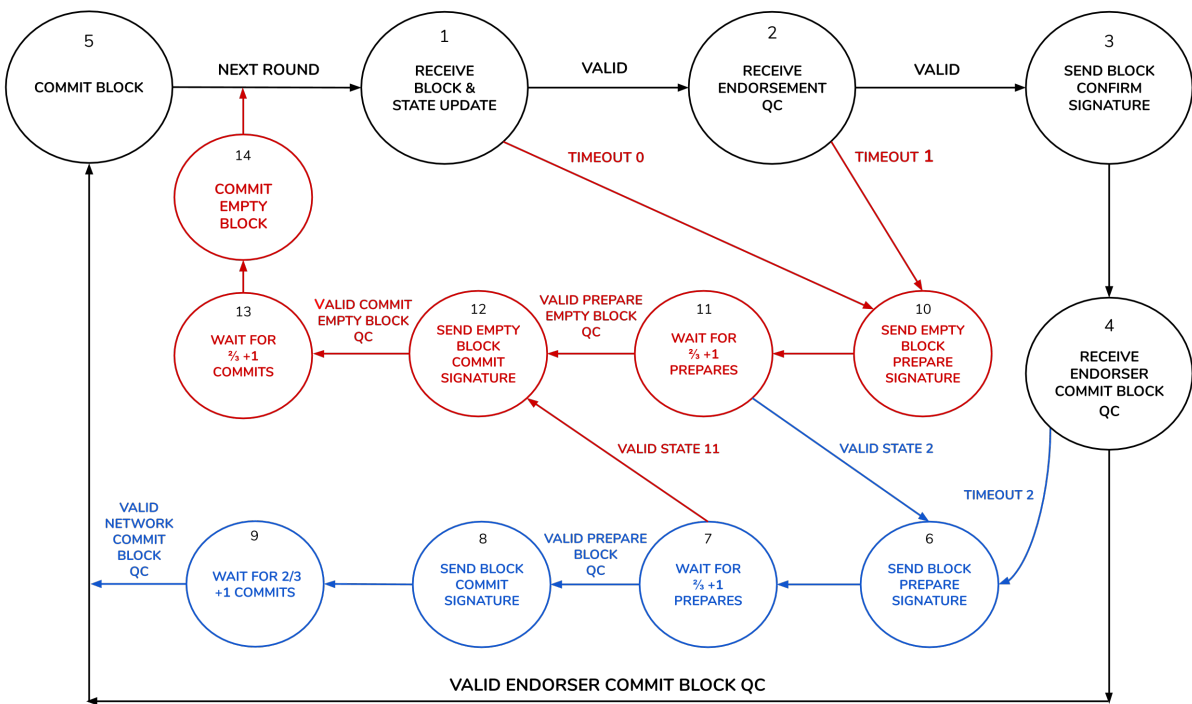 5
COMMIT BLOCK
NEXT ROUND
1
RECEIVE
BLOCK &
STATE UPDATE
VALID
2
RECEIVE
ENDORSEMENT
QC
VALID
3
SEND BLOCK
CONFIRM
SIGNATURE
14
COMMIT
EMPTY
BLOCK
TIMEOUT 0
TIMEOUT 1
13
WAIT FOR
⅔ +1
COMMITS
VALID COMMIT
EMPTY BLOCK
QC
12
SEND EMPTY
BLOCK
COMMIT
SIGNATURE
VALID PREPARE
EMPTY BLOCK
QC
11
WAIT FOR
⅔ +1
PREPARES
10
SEND EMPTY
BLOCK
PREPARE
SIGNATURE
4
RECEIVE
ENDORSER
COMMIT BLOCK
QC
VALID STATE 11
VALID STATE 2
TIMEOUT 2
VALID
NETWORK
COMMIT
BLOCK
QC
9
WAIT FOR 2/3
+1 COMMITS
8
SEND BLOCK
COMMIT
SIGNATURE
VALID PREPARE
BLOCK
QC
7
WAIT FOR
⅔ +1
PREPARES
6
SEND BLOCK
PREPARE
SIGNATURE
VALID ENDORSER COMMIT BLOCK QC